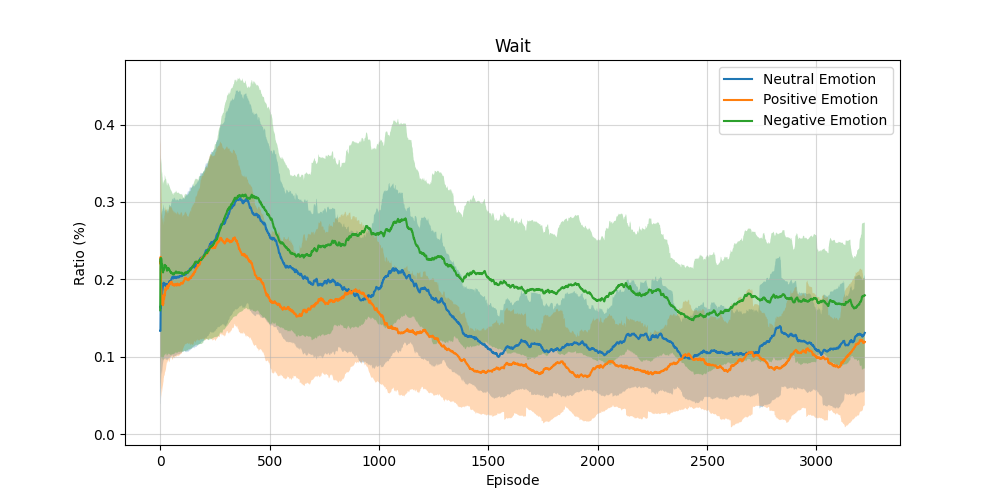 Wait
Neutral Emotion
Positive Emotion
Negative Emotion
Ratio (%)
0.4
0.3
0.2
0.1
0.0
0 500 1000 1500 2000 2500 3000
Episode